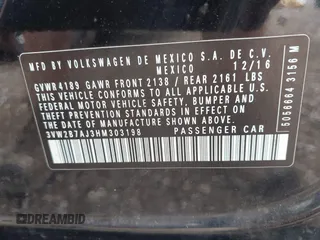 MFD. BY VOLKSWAGEN DE MEXICO S.A. DE C.V.
MEXICO 12/16
GVWR 4189 GAWR FRONT 2138 / REAR 2161 LBS
THIS VEHICLE CONFORMS TO ALL APPLICABLE
FEDERAL MOTOR VEHICLE SAFETY, BUMPER AND
THEFT PREVENTION STANDARDS IN EFFECT ON
THE DATE OF MANUFACTURE SHOWN ABOVE
3VW2B7AJ3HM303198 PASSENGER CAR
5056664 3156 M
DREAMBID